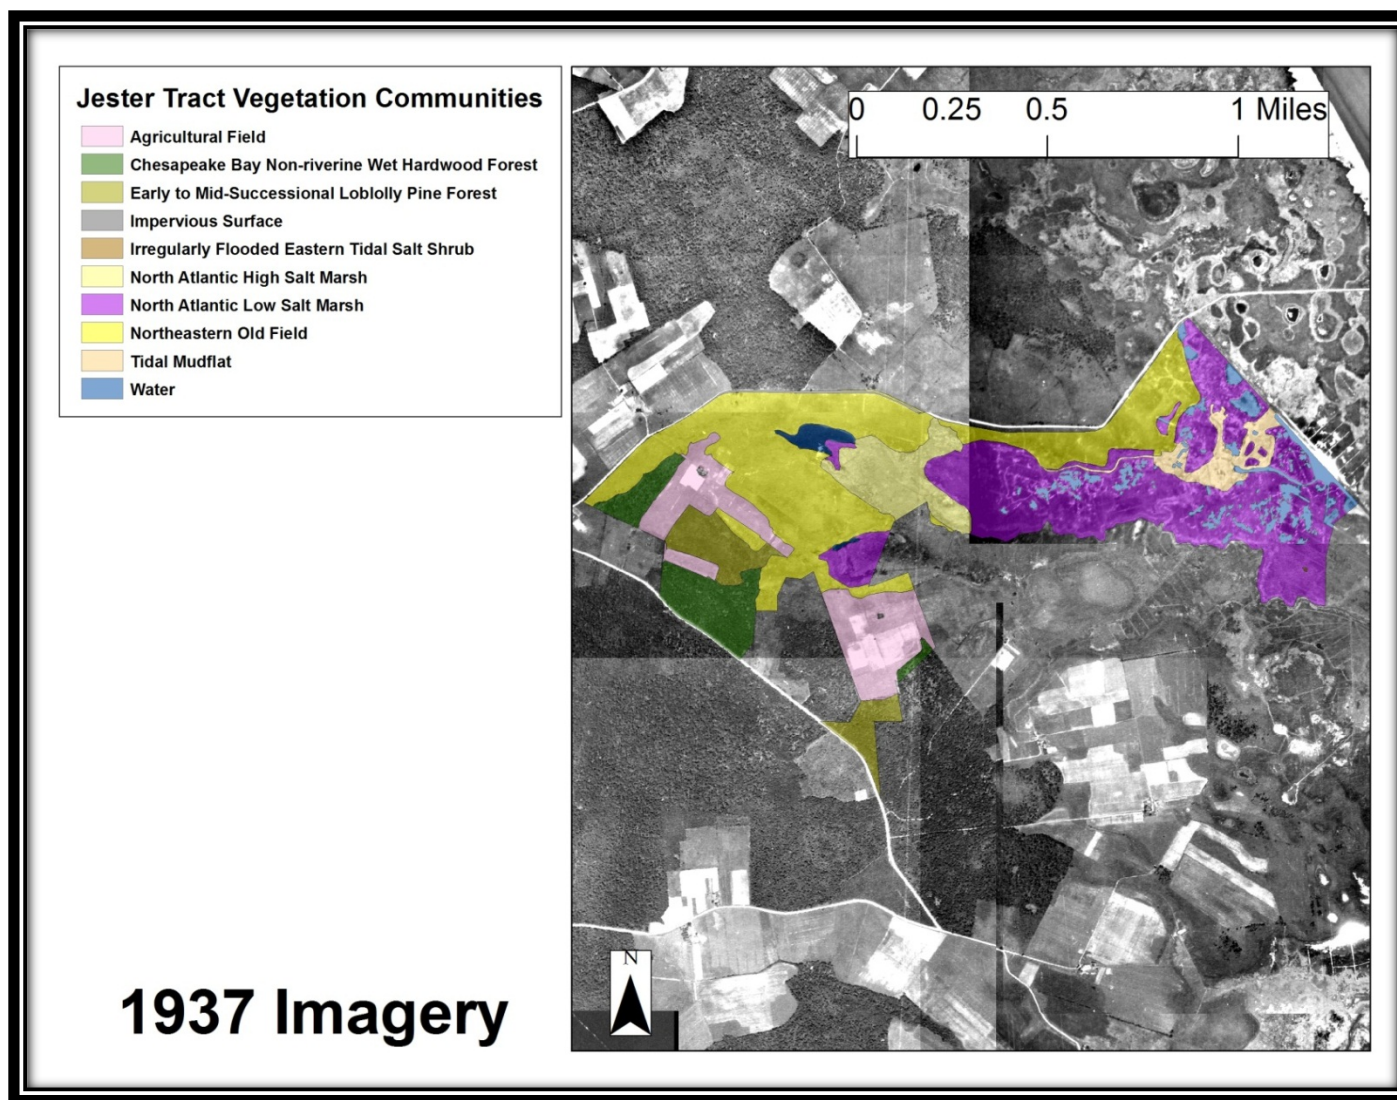 Jester Tract Vegetation Communities
Agricultural Field
Chesapeake Bay Non-riverine Wet Hardwood Forest
Early to Mid-Successional Loblolly Pine Forest
Impervious Surface
Irregularly Flooded Eastern Tidal Salt Shrub
North Atlantic High Salt Marsh
North Atlantic Low Salt Marsh
Northeastern Old Field
Tidal Mudflat
Water
0 0.25 0.5 1 Miles
N
1937 Imagery